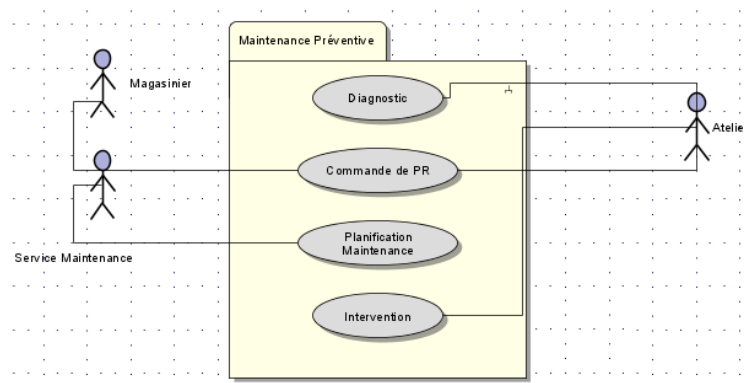 Maintenance Préventive
Magasinier
Diagnostic
Atelie
Commande de PR
Planification
Maintenance
Service Maintenance
Intervention